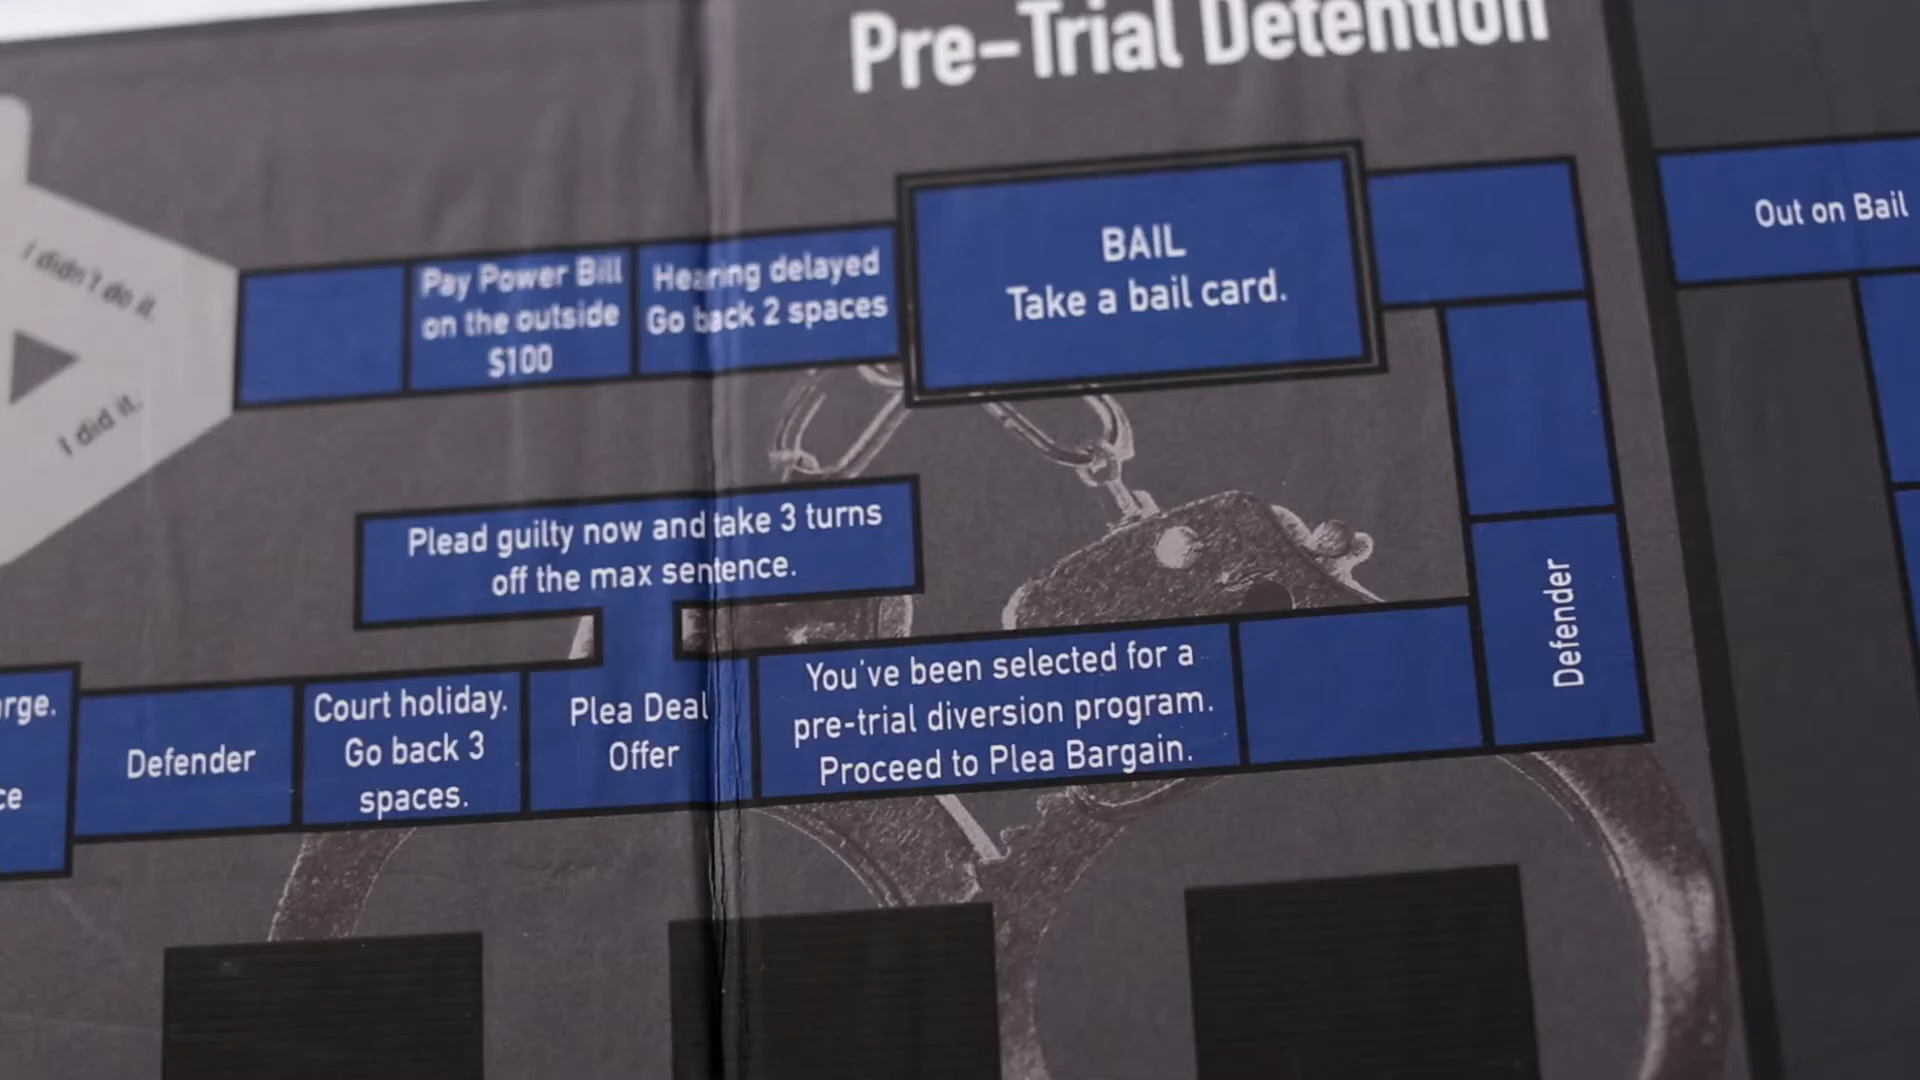 Pre-Trial Detention
I didn't do it.
I did it.
Pay Power Bill
on the outside
$100
Hearing delayed
Go back 2 spaces
BAIL
Take a bail card.
Out on Bail
Plead guilty now and take 3 turns
off the max sentence.
Defender
You've been selected for a
pre-trial diversion program.
Proceed to Plea Bargain.
Plea Deal
Offer
Court holiday.
Go back 3
spaces.
Defender